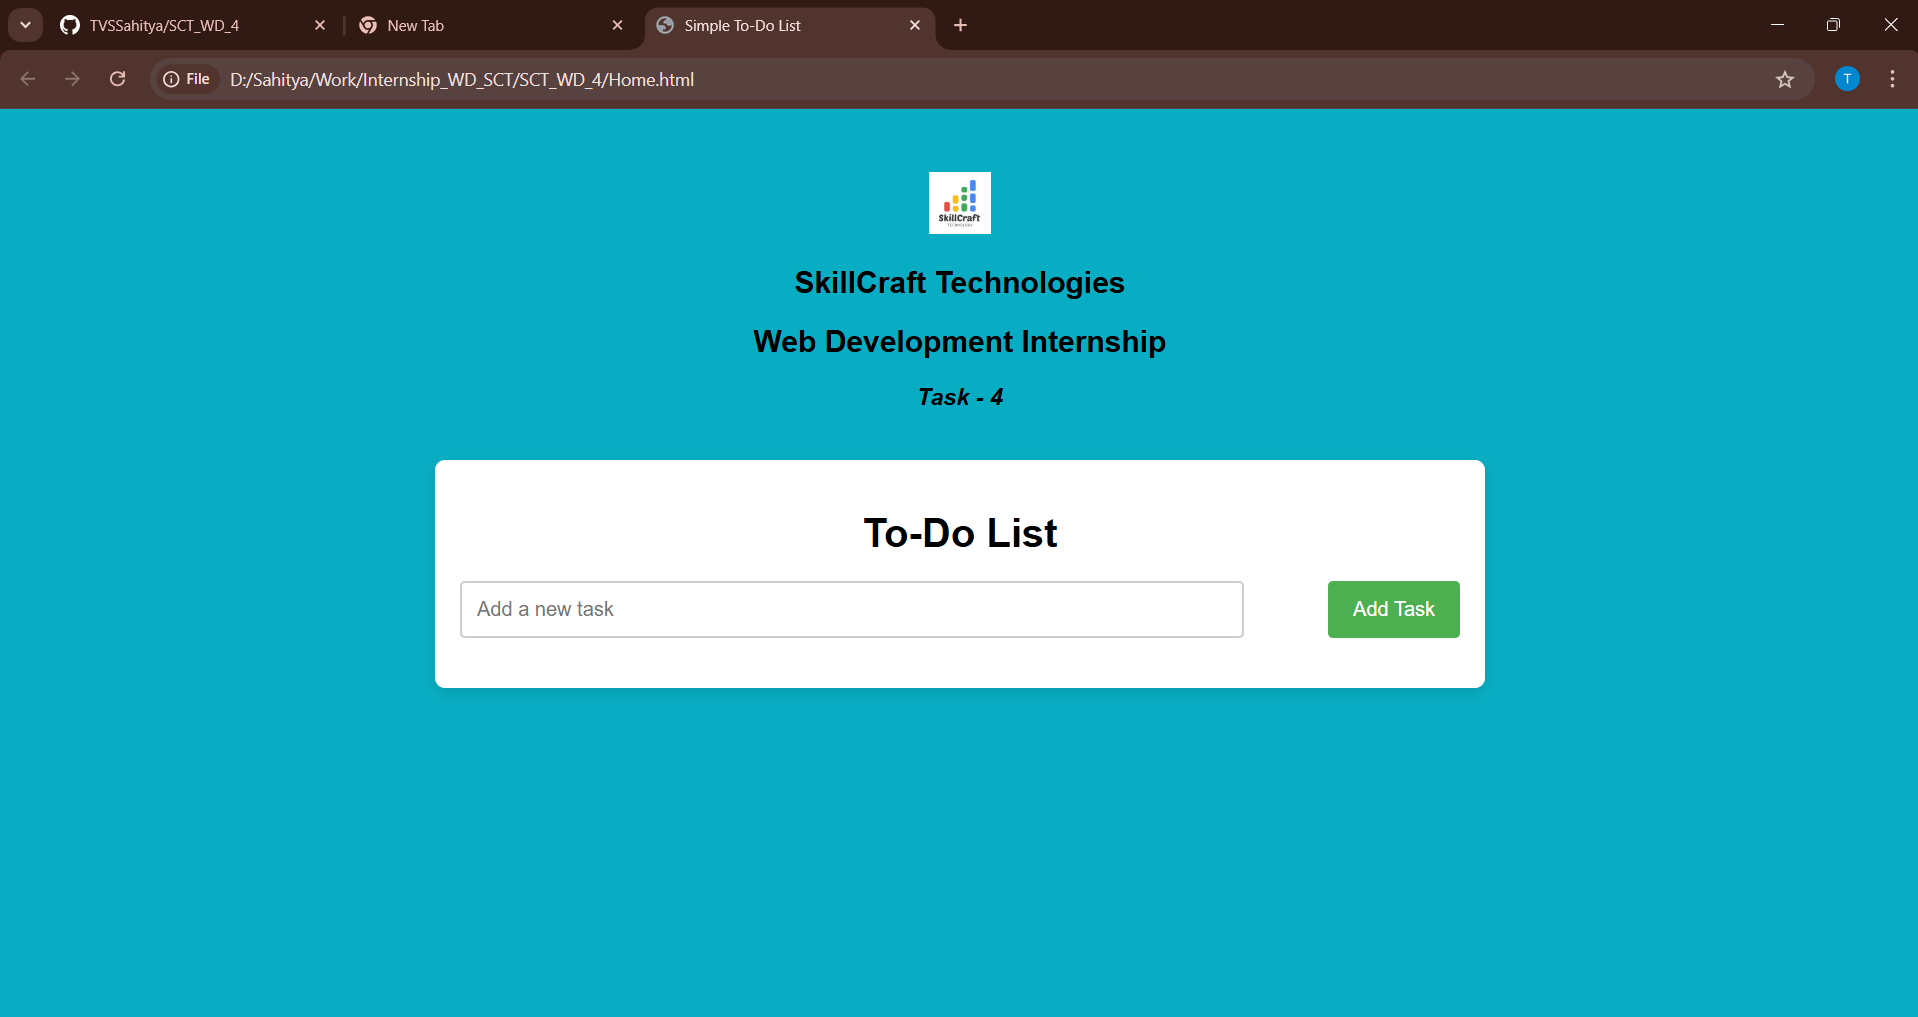 TVSSahitya/SCT_WD_4
New Tab
Simple To-Do List
File D:/Sahitya/Work/Internship_WD_SCT/SCT_WD_4/Home.html
T
SkillCraft
TECHNOLOGY
SkillCraft Technologies
Web Development Internship
Task - 4
To-Do List
Add a new task
Add Task